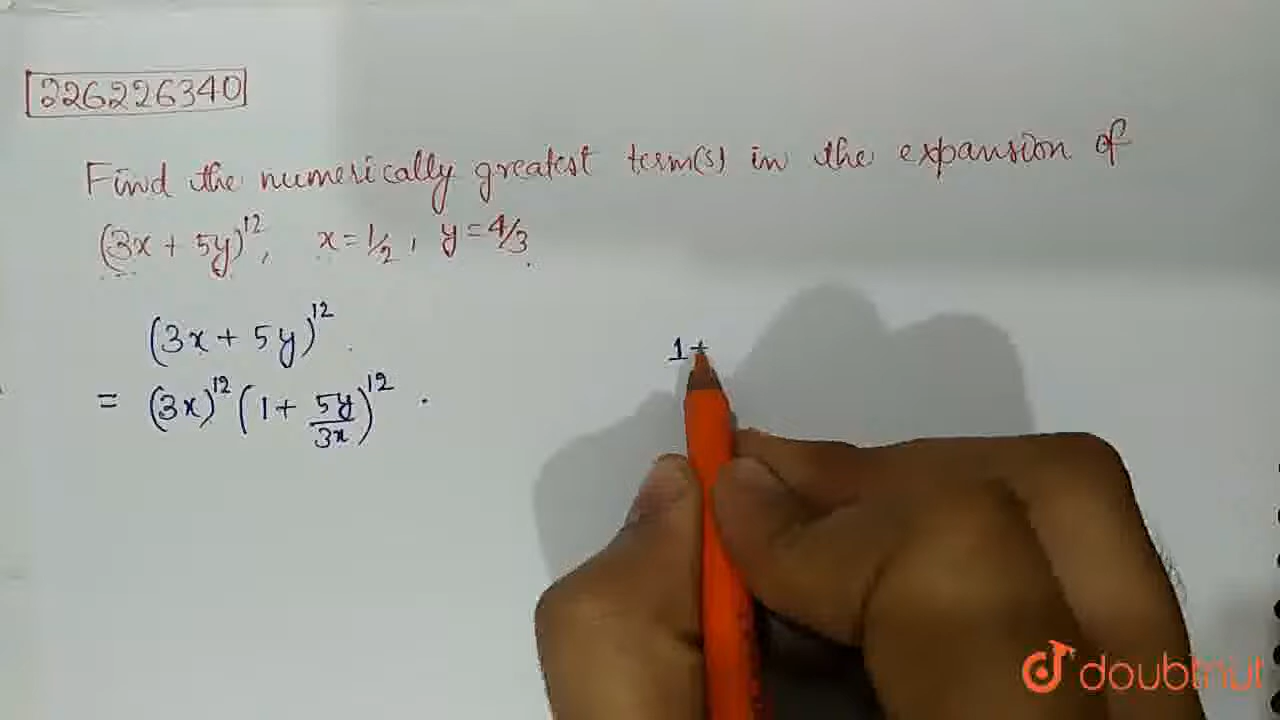 226226340
Find the numerically greatest term(s) in the expansion of
(3x + 5y)^12, x = 1/2, y = 4/3.
(3x + 5y)^12
= (3x)^12 (1 + 5y/3x)^12
1+
doubtnut